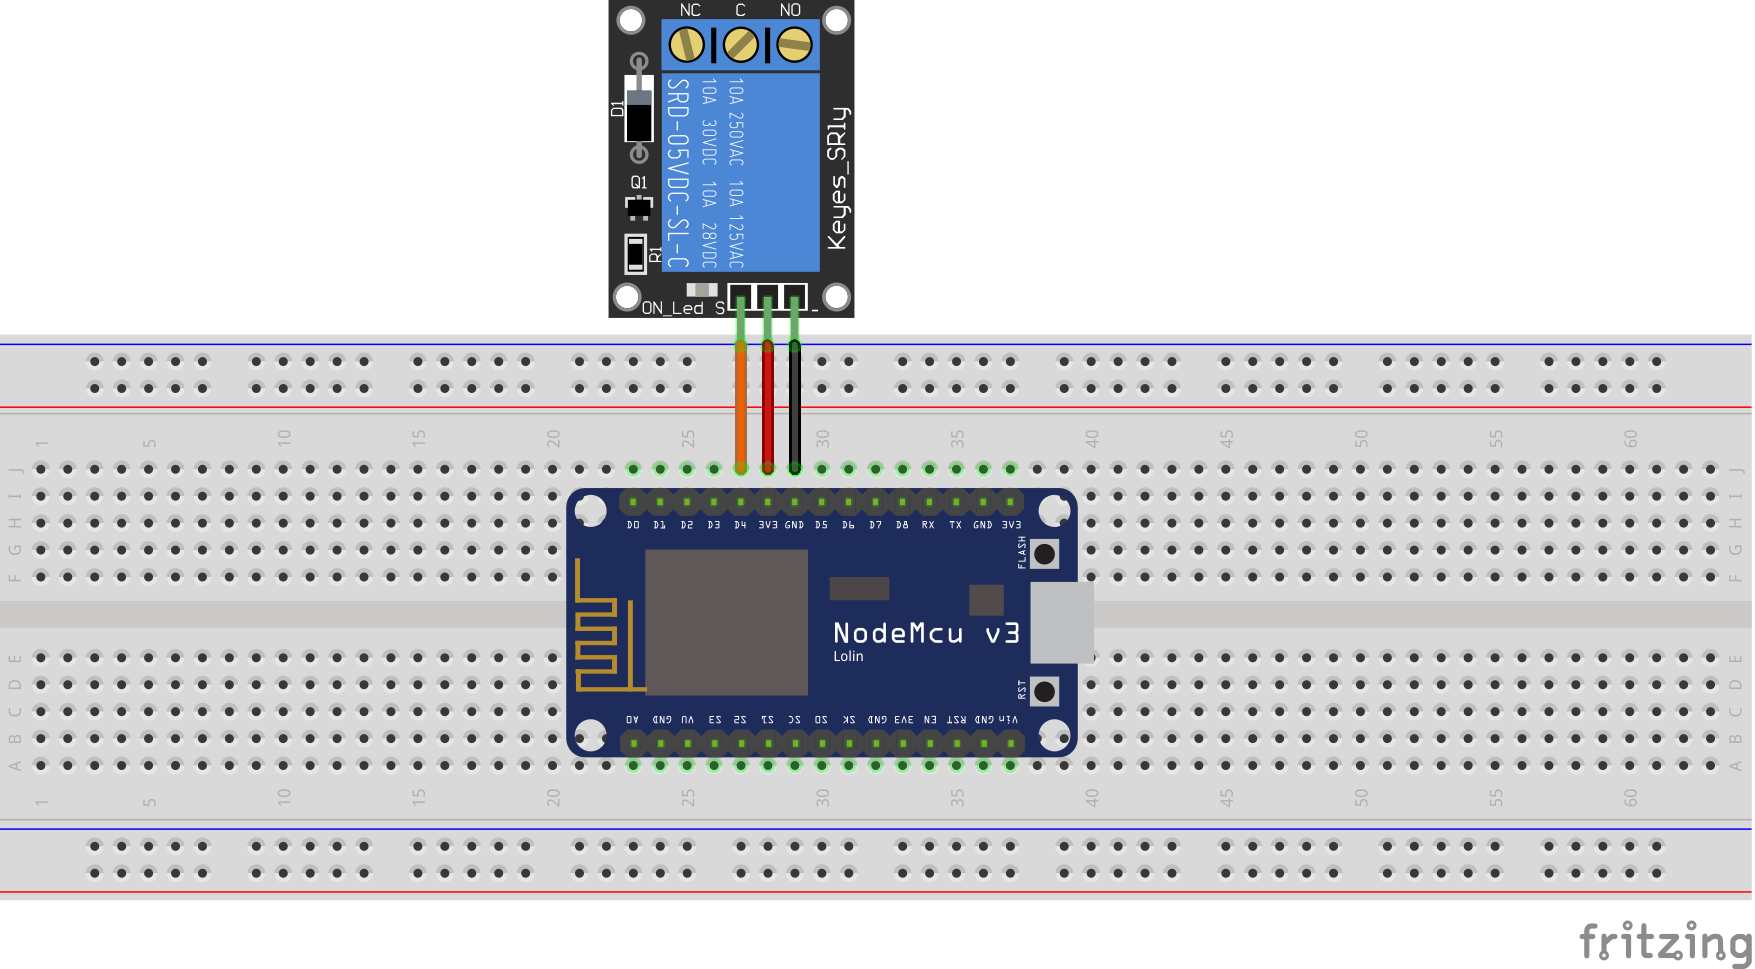 NC C NO
D1
SRD-05VDC-SL-C
10A 30VDC 10A 28VDC
10A 250VAC 10A 125VAC
Keyes_SRly
Q1
R1
ON_Led S -
1 5 10 15 20 25 30 35 40 45 50 55 60
J J
I I
H H
G G
F F
D0 D1 D2 D3 D4 3V3 GND D5 D6 D7 D8 RX TX GND 3V3
FLASH
NodeMcu v3
Lolin
RST
E E
D D
C C
B B
A A
A0 GND VU S3 S2 S1 SC S0 SK GND 3V3 EN RST GND Vin
1 5 10 15 20 25 30 35 40 45 50 55 60
fritzing